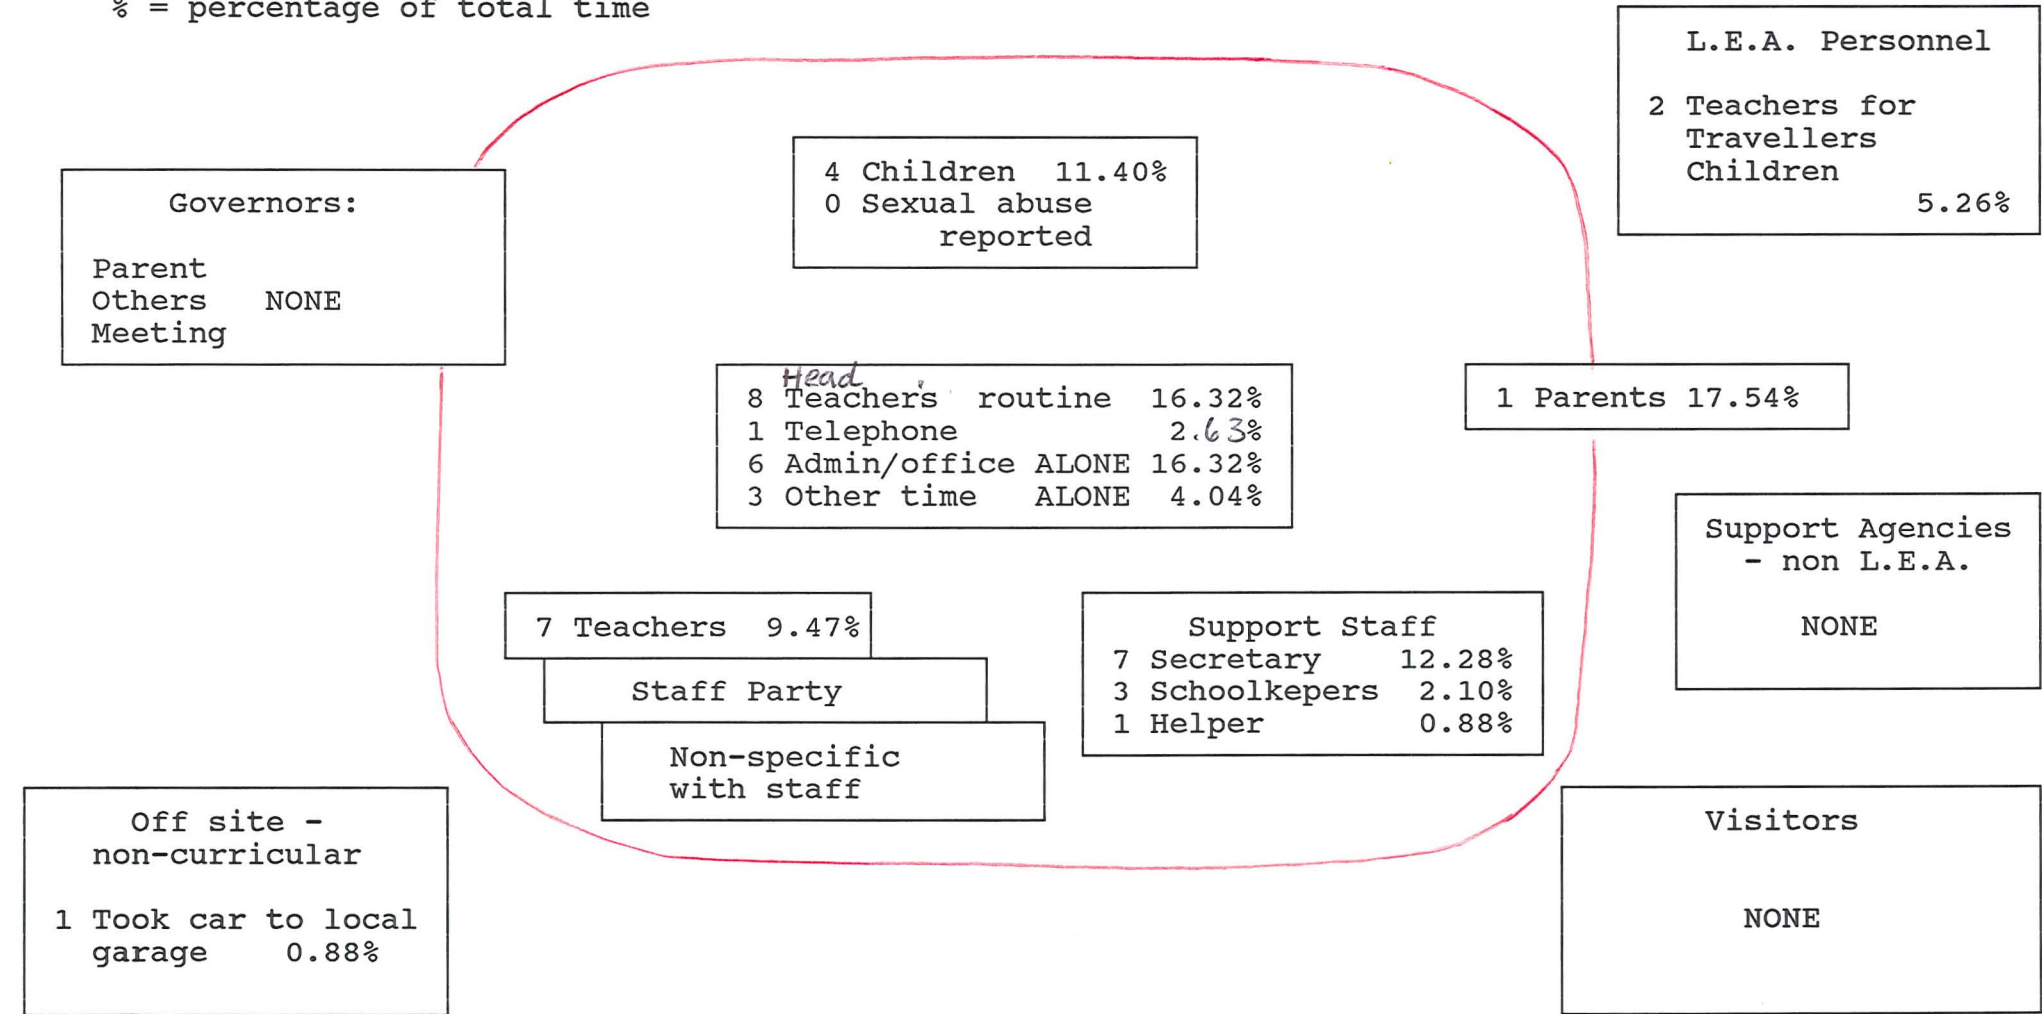 % = percentage of total time
L.E.A. Personnel
2 Teachers for
Travellers
Children
5.26%
4 Children 11.40%
0 Sexual abuse
reported
Governors:
Parent
Others NONE
Meeting
Head
8 Teacher's routine 16.32%
1 Telephone 2.63%
6 Admin/office ALONE 16.32%
3 Other time ALONE 4.04%
1 Parents 17.54%
Support Agencies
- non L.E.A.
NONE
7 Teachers 9.47%
Staff Party
Non-specific
with staff
Support Staff
7 Secretary 12.28%
3 Schoolkepers 2.10%
1 Helper 0.88%
Off site -
non-curricular
1 Took car to local
garage 0.88%
Visitors
NONE